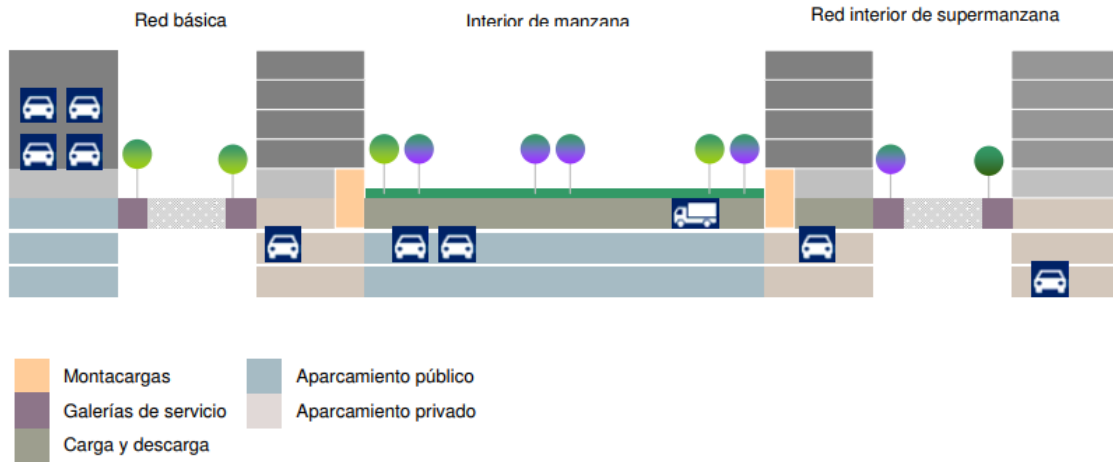 Red básica
Interior de manzana
Red interior de supermanzana
Montacargas
Aparcamiento público
Galerías de servicio
Aparcamiento privado
Carga y descarga